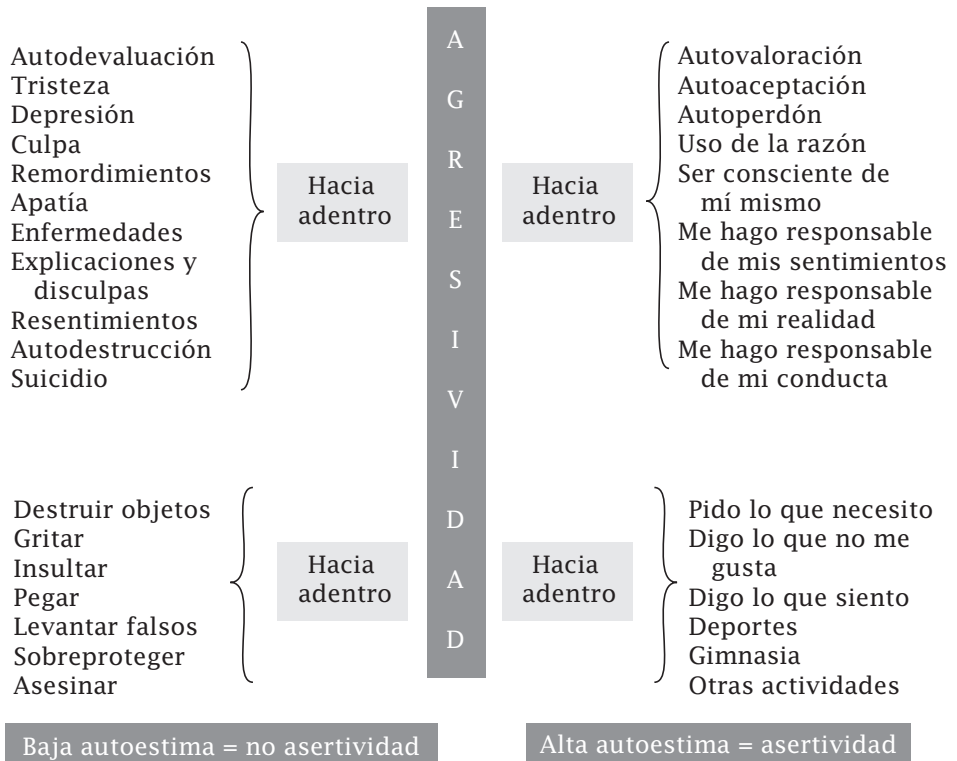 Autodevaluación
Tristeza
Depresión
Culpa
Remordimientos
Apatía
Enfermedades
Explicaciones y
disculpas
Resentimientos
Autodestrucción
Suicidio
Hacia
adentro
Destruir objetos
Gritar
Insultar
Pegar
Levantar falsos
Sobreproteger
Asesinar
Hacia
adentro
Baja autoestima = no asertividad
A
G
R
E
S
I
V
I
D
A
D
Hacia
adentro
Autovaloración
Autoaceptación
Autoperdón
Uso de la razón
Ser consciente de
mí mismo
Me hago responsable
de mis sentimientos
Me hago responsable
de mi realidad
Me hago responsable
de mi conducta
Hacia
adentro
Pido lo que necesito
Digo lo que no me
gusta
Digo lo que siento
Deportes
Gimnasia
Otras actividades
Alta autoestima = asertividad